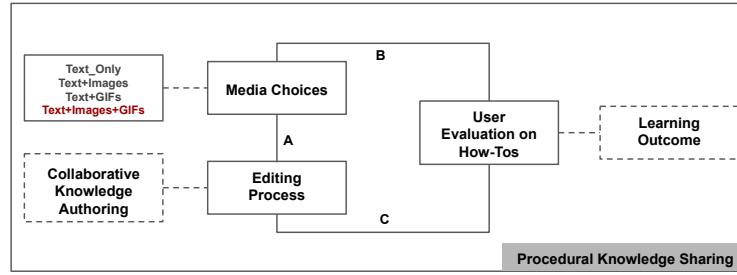 Text_Only
Text+Images
Text+GIFs
Text+Images+GIFs
Media Choices
B
A
User
Evaluation on
How-Tos
Learning
Outcome
Collaborative
Knowledge
Authoring
Editing
Process
C
Procedural Knowledge Sharing